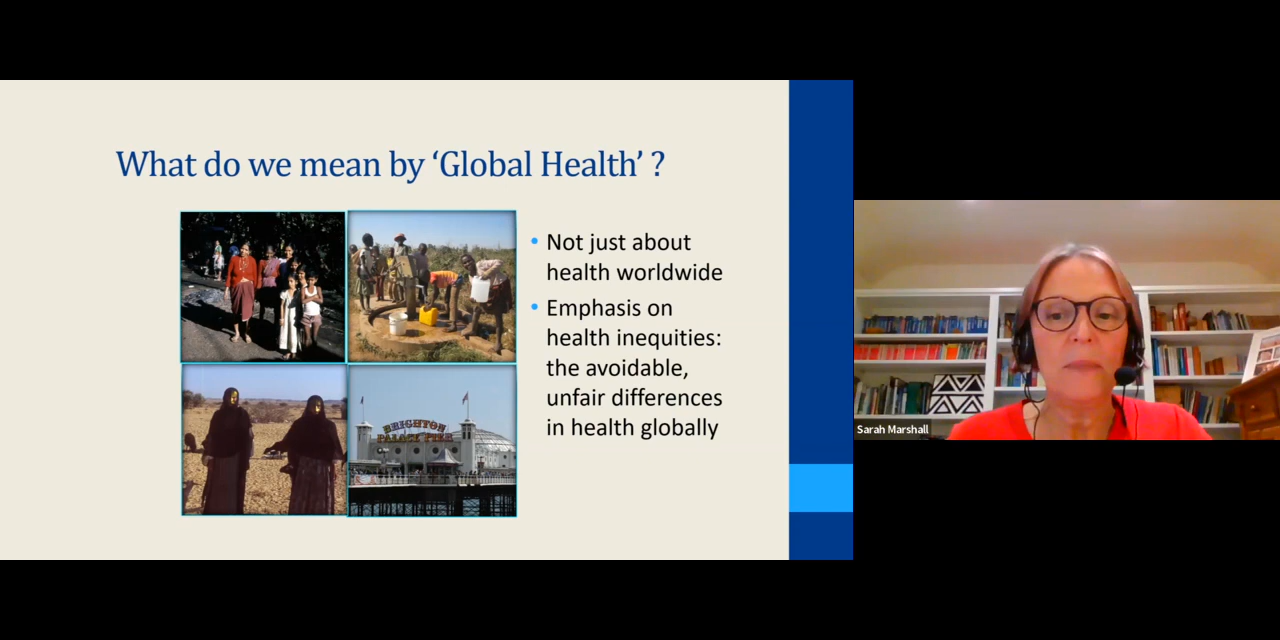 What do we mean by ‘Global Health’ ?
• Not just about
health worldwide
• Emphasis on
health inequities:
the avoidable,
unfair differences
in health globally
BRIGHTON
PALACE PIER
Sarah Marshall